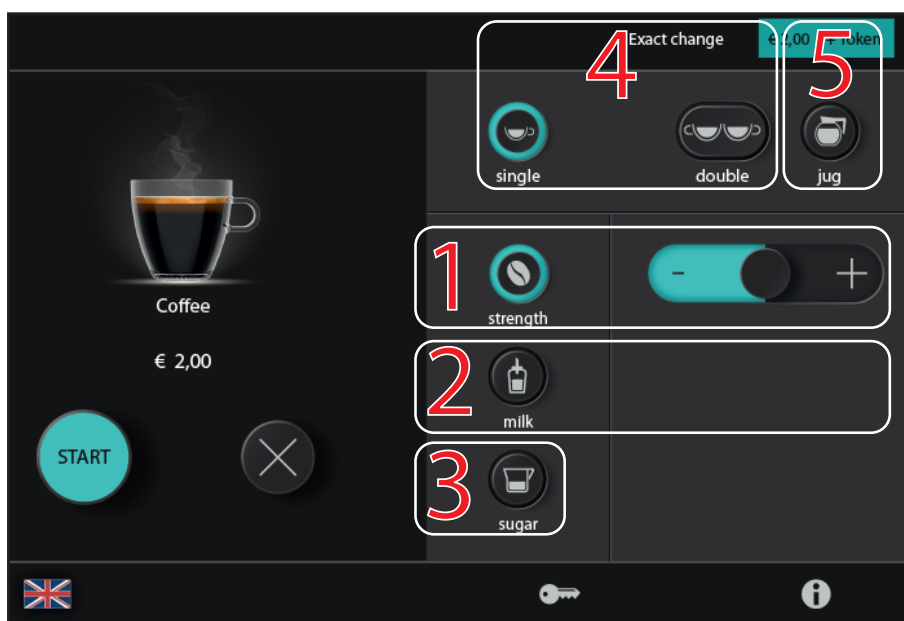 Exact change
€ 2,00 + Token
4
5
single
double
jug
1
- +
strength
Coffee
€ 2,00
2
milk
START
3
sugar